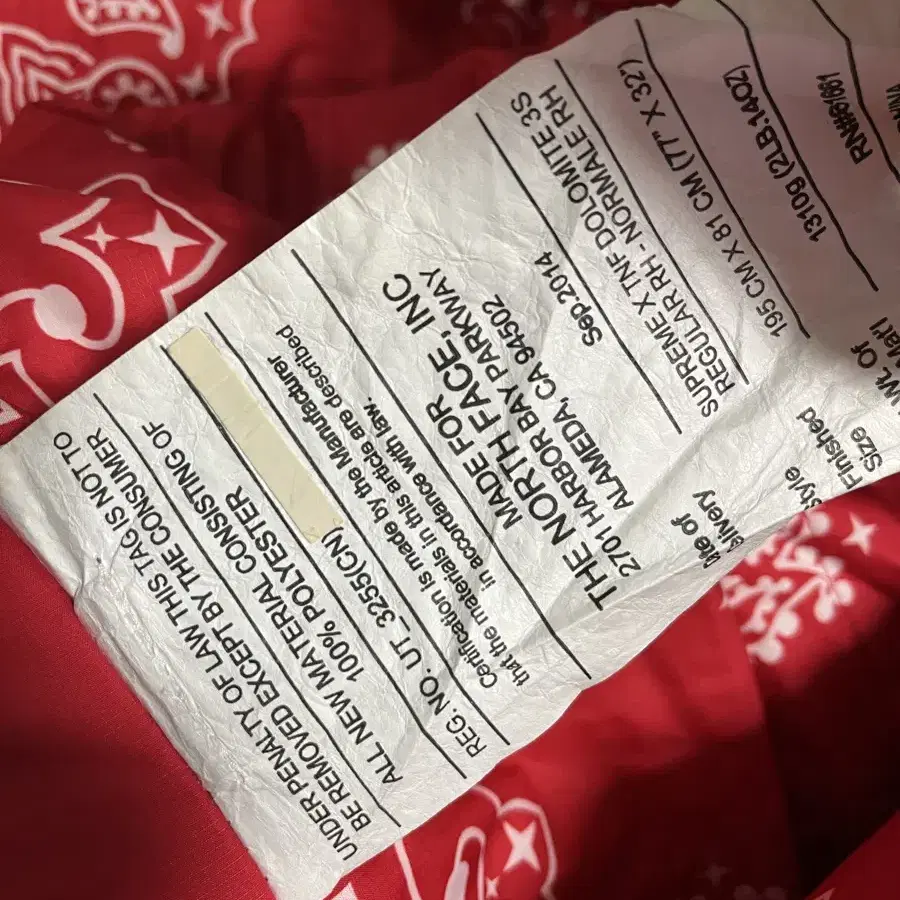 UNDER PENALTY OF LAW THIS TAG IS NOT TO
BE REMOVED EXCEPT BY THE CONSUMER
ALL NEW MATERIAL CONSISTING OF
100% POLYESTER
REG. NO. UT_3255(CN)
Certification is made by the Manufacturer
that the materials in this article are described
in accordance with law.
MADE FOR
THE NORTH FACE, INC
2701 HARBOR BAY PARKWAY
ALAMEDA, CA 94502
Sep.2014
SUPREME X TNF DOLOMITE 3S
REGULAR RH - NORMALE RH
Style
Finished
Size
195 CM X 81 CM (77" X 32")
Of
1310g (2LB.14OZ)